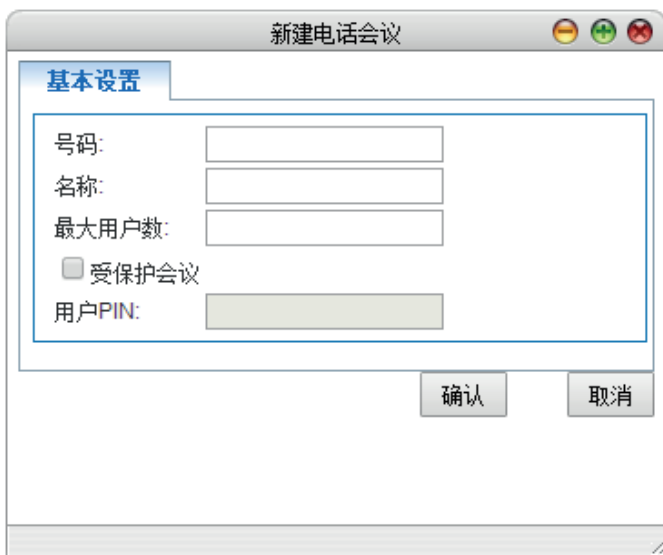 新建电话会议
基本设置
号码:
名称:
最大用户数:
受保护会议
用户PIN:
确认 取消